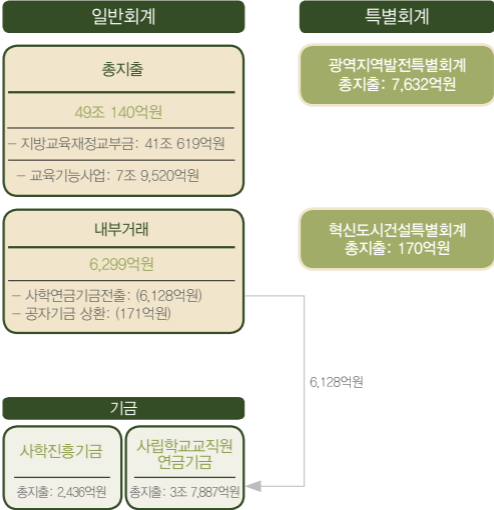 일반회계
총지출
49조 140억원
- 지방교육재정교부금: 41조 619억원
- 교육기능사업: 7조 9,520억원
내부거래
6,299억원
- 사학연금기금전출: (6,128억원)
- 공자기금 상환: (171억원)
특별회계
광역지역발전특별회계
총지출: 7,632억원
혁신도시건설특별회계
총지출: 170억원
6,128억원
기금
사학진흥기금
총지출: 2,436억원
사립학교교직원
연금기금
총지출: 3조 7,887억원